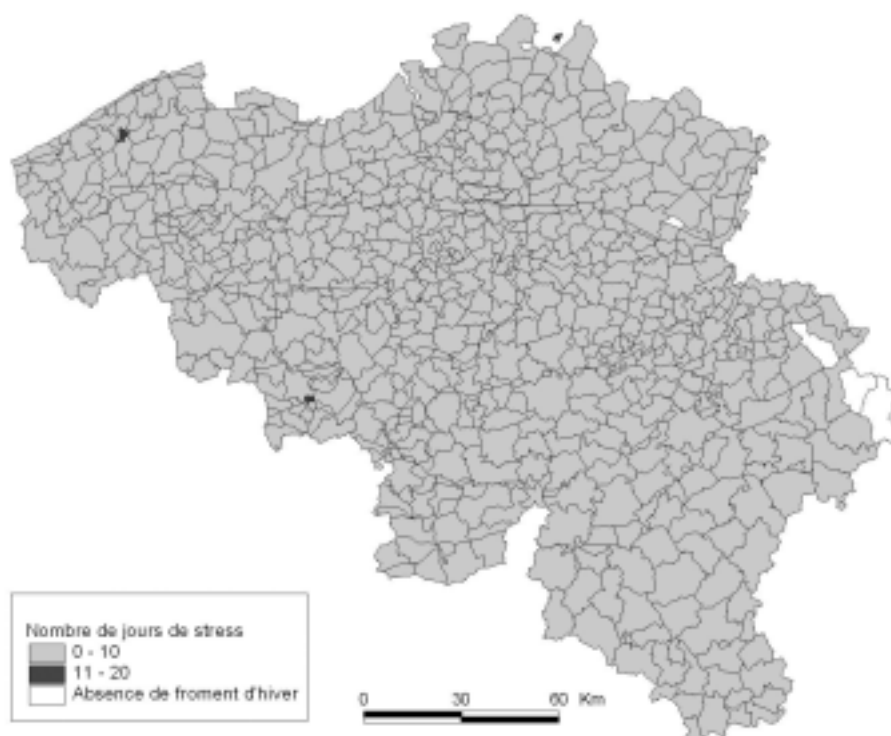 Nombre de jours de stress
0 - 10
11 - 20
Absence de froment d'hiver
0 30 60 Km